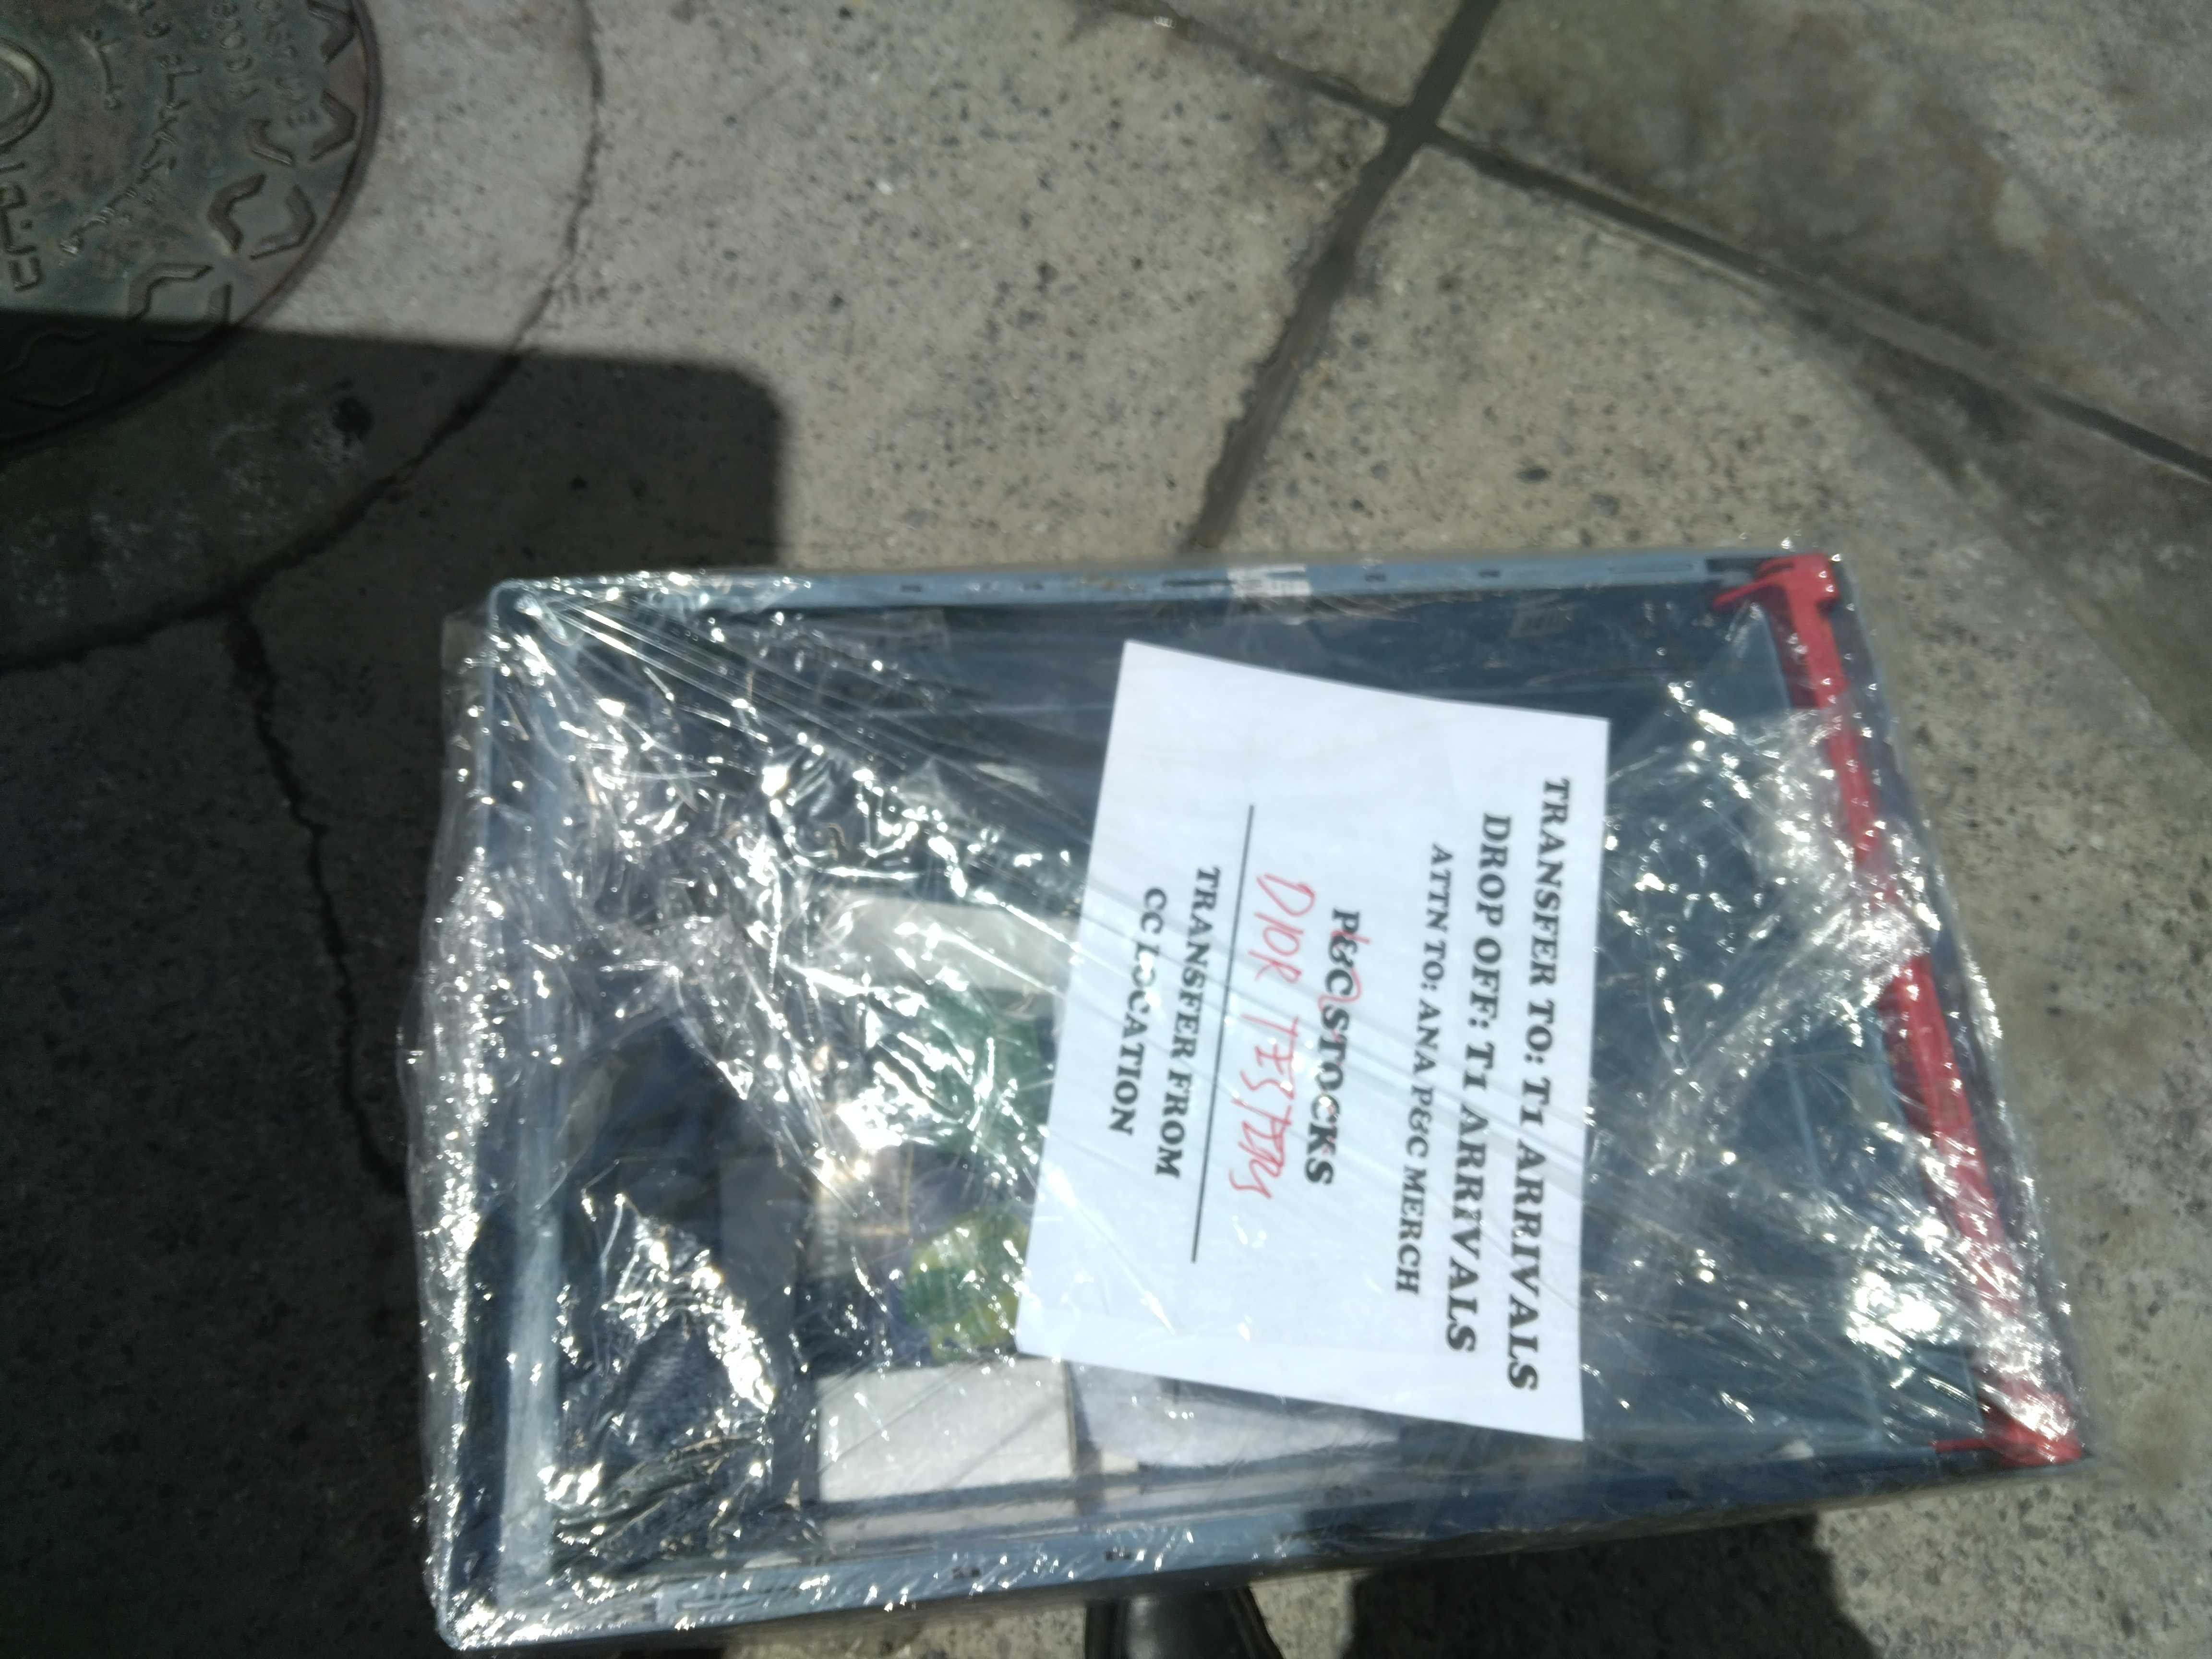 TRANSFER TO: T1 ARRIVALS
DROP OFF: T1 ARRIVALS
ATTN TO: ANA P&C MERCH
P&C STOCKS
DIOR TESTERS
TRANSFER FROM
CC LOCATION